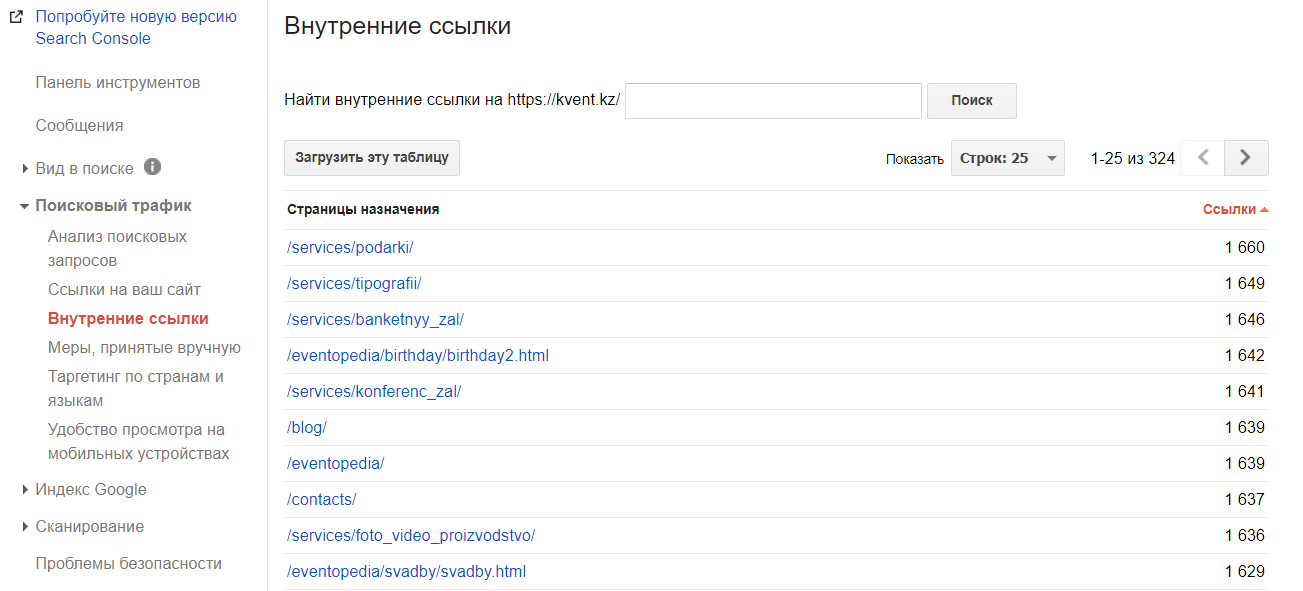 Попробуйте новую версию
Search Console
Панель инструментов
Сообщения
Вид в поиске
Поисковый трафик
Анализ поисковых
запросов
Ссылки на ваш сайт
Внутренние ссылки
Меры, принятые вручную
Таргетинг по странам и
языкам
Удобство просмотра на
мобильных устройствах
Индекс Google
Сканирование
Проблемы безопасности
Внутренние ссылки
Найти внутренние ссылки на https://kvent.kz/ Поиск
Загрузить эту таблицу Показать Строк: 25 1-25 из 324
Страницы назначения Ссылки
/services/podarki/ 1 660
/services/tipografii/ 1 649
/services/banketnyy_zal/ 1 646
/eventopedia/birthday/birthday2.html 1 642
/services/konferenc_zal/ 1 641
/blog/ 1 639
/eventopedia/ 1 639
/contacts/ 1 637
/services/foto_video_proizvodstvo/ 1 636
/eventopedia/svadby/svadby.html 1 629